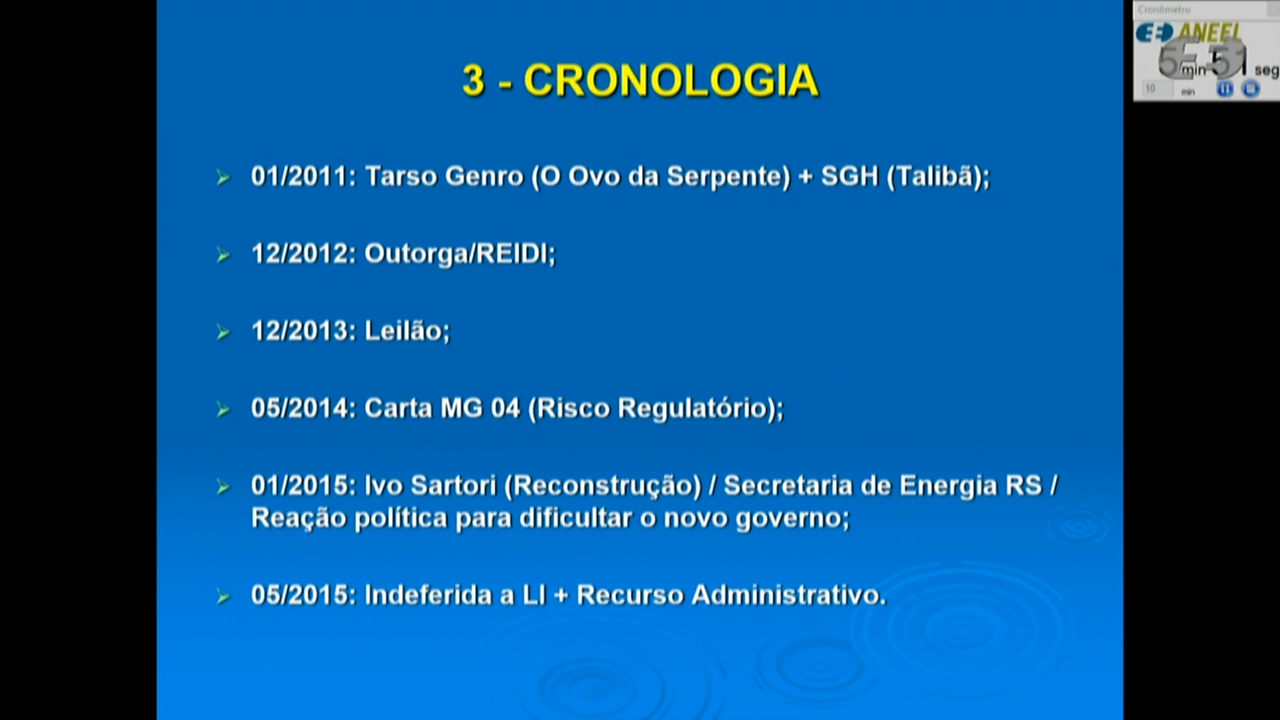 3 - CRONOLOGIA
01/2011: Tarso Genro (O Ovo da Serpente) + SGH (Talibã);
12/2012: Outorga/REIDI;
12/2013: Leilão;
05/2014: Carta MG 04 (Risco Regulatório);
01/2015: Ivo Sartori (Reconstrução) / Secretaria de Energia RS /
Reação política para dificultar o novo governo;
05/2015: Indeferida a LI + Recurso Administrativo.
Cronômetro
ANEEL
min seg
10 min